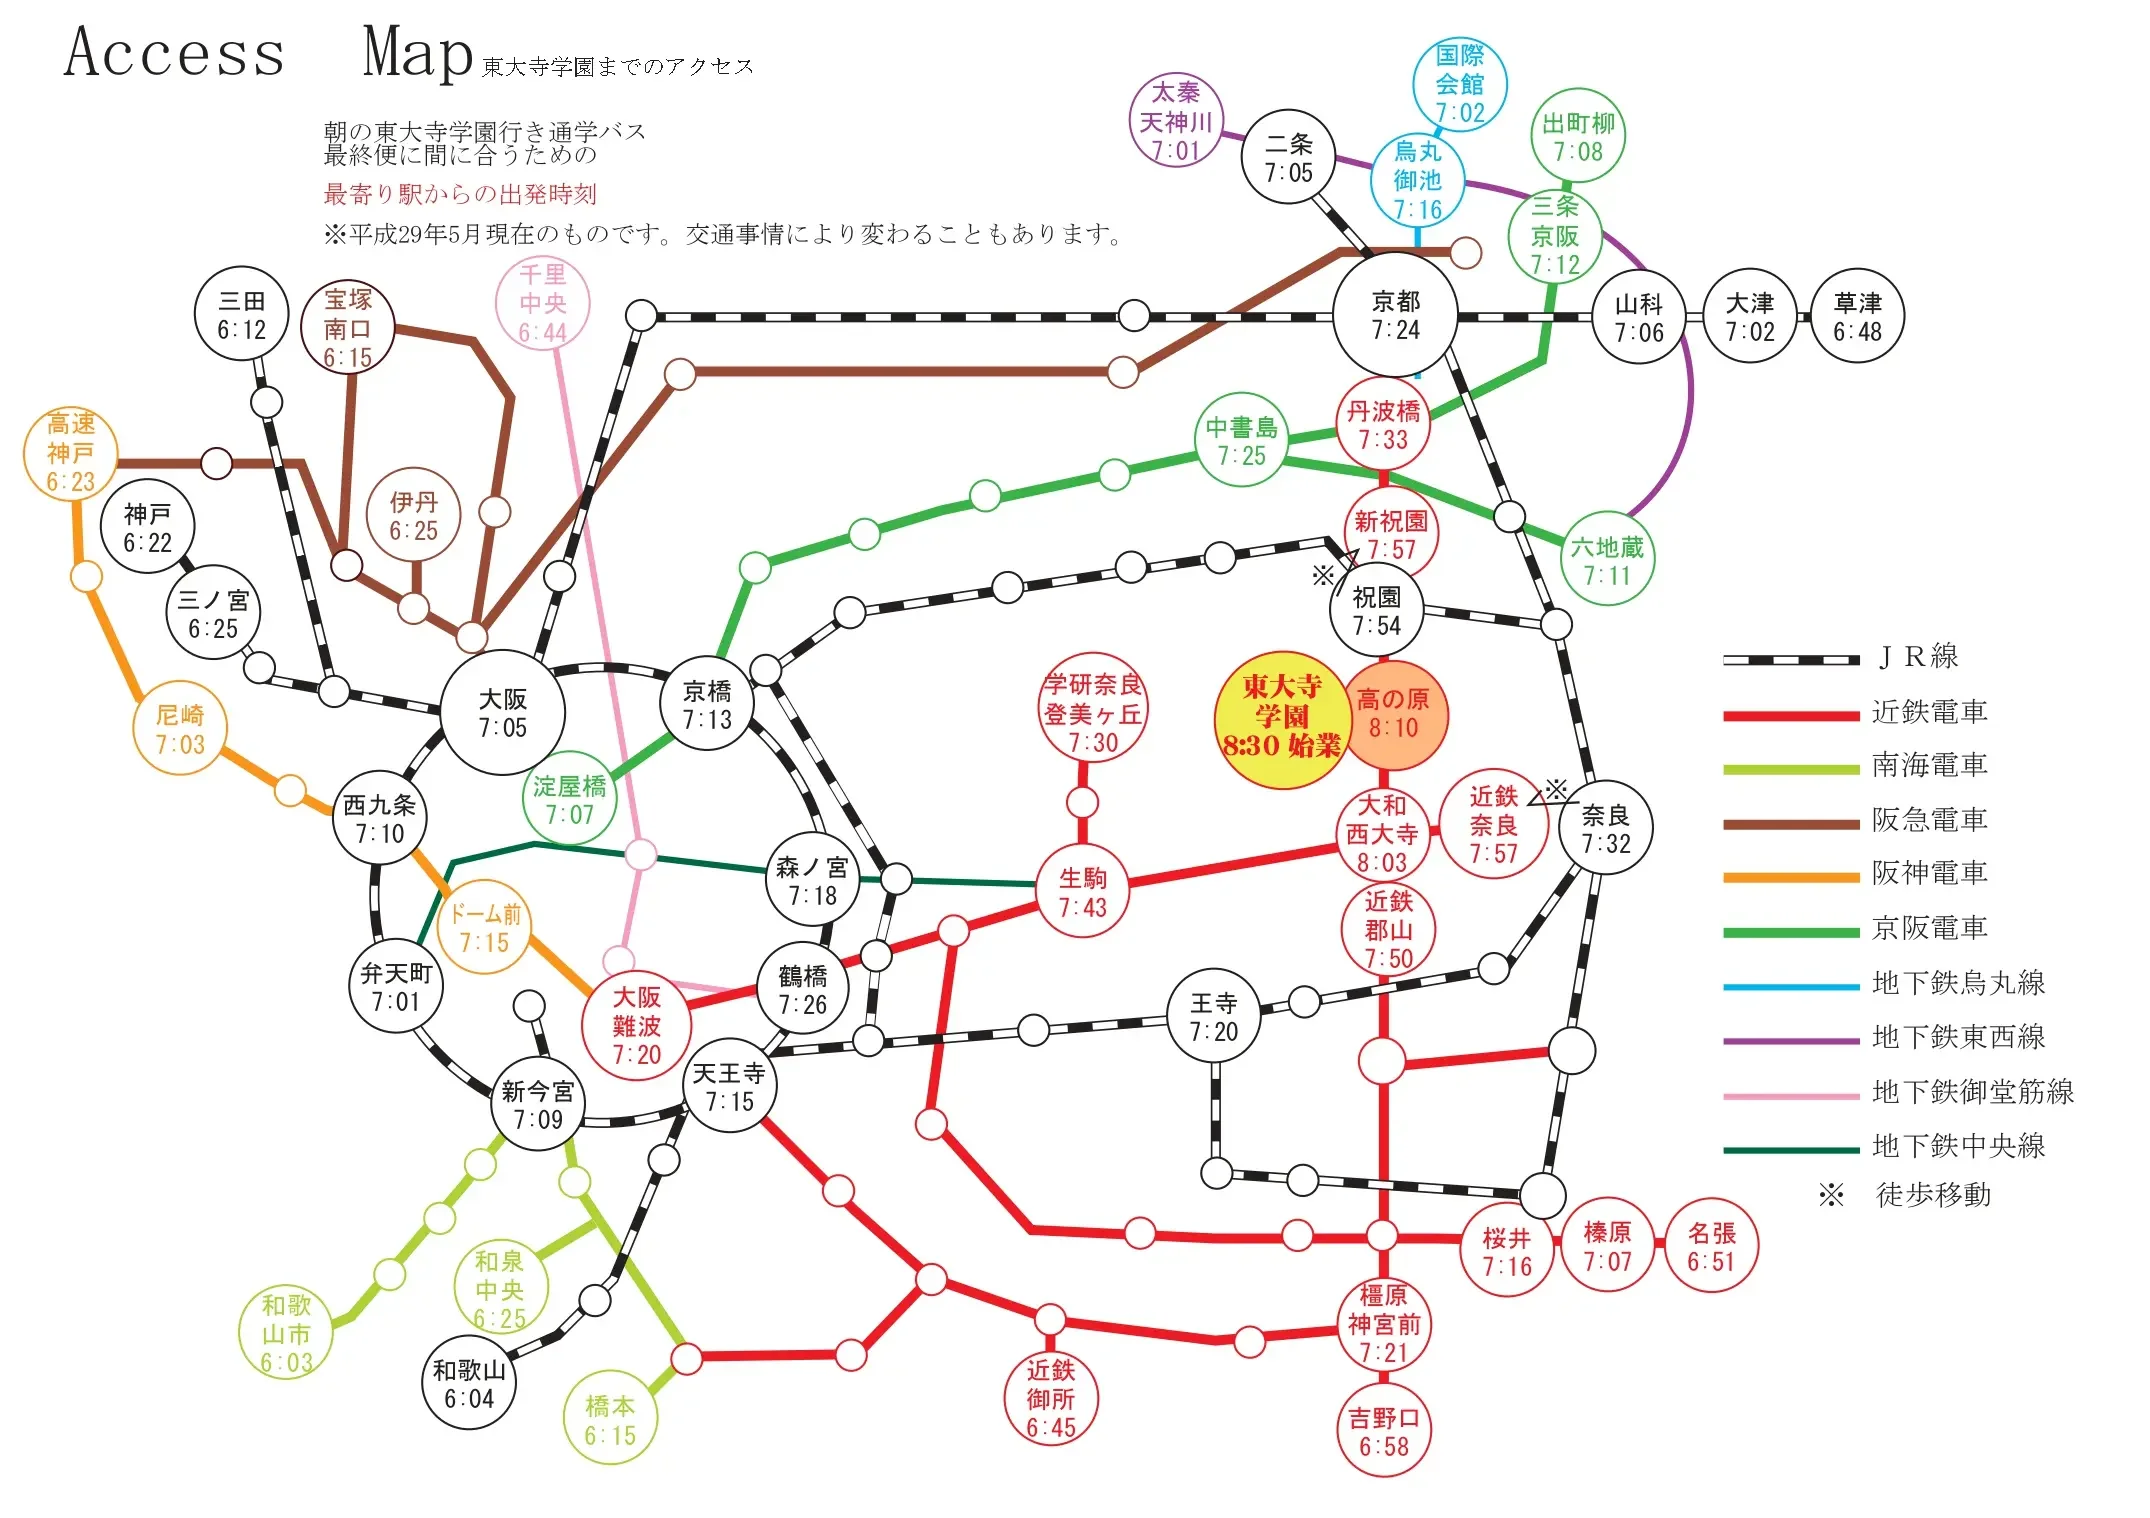 Access Map 東大寺学園までのアクセス
朝の東大寺学園行き通学バス
最終便に間に合うための
最寄り駅からの出発時刻
※平成29年5月現在のものです。交通事情により変わることもあります。
太秦
天神川
7:01
二条
7:05
国際
会館
7:02
烏丸
御池
7:16
出町柳
7:08
三条
京阪
7:12
京都
7:24
山科
7:06
大津
7:02
草津
6:48
三田
6:12
宝塚
南口
6:15
千里
中央
6:44
高速
神戸
6:23
神戸
6:22
三ノ宮
6:25
伊丹
6:25
中書島
7:25
丹波橋
7:33
新祝園
7:57
※
祝園
7:54
六地蔵
7:11
尼崎
7:03
大阪
7:05
京橋
7:13
淀屋橋
7:07
学研奈良
登美ヶ丘
7:30
東大寺
学園
8:30 始業
高の原
8:10
西九条
7:10
森ノ宮
7:18
生駒
7:43
大和
西大寺
8:03
近鉄
奈良
7:57
※
奈良
7:32
ドーム前
7:15
近鉄
郡山
7:50
弁天町
7:01
大阪
難波
7:20
鶴橋
7:26
王寺
7:20
新今宮
7:09
天王寺
7:15
和歌
山市
6:03
和泉
中央
6:25
和歌山
6:04
橋本
6:15
近鉄
御所
6:45
橿原
神宮前
7:21
吉野口
6:58
桜井
7:16
榛原
7:07
名張
6:51
JR線
近鉄電車
南海電車
阪急電車
阪神電車
京阪電車
地下鉄烏丸線
地下鉄東西線
地下鉄御堂筋線
地下鉄中央線
※ 徒歩移動